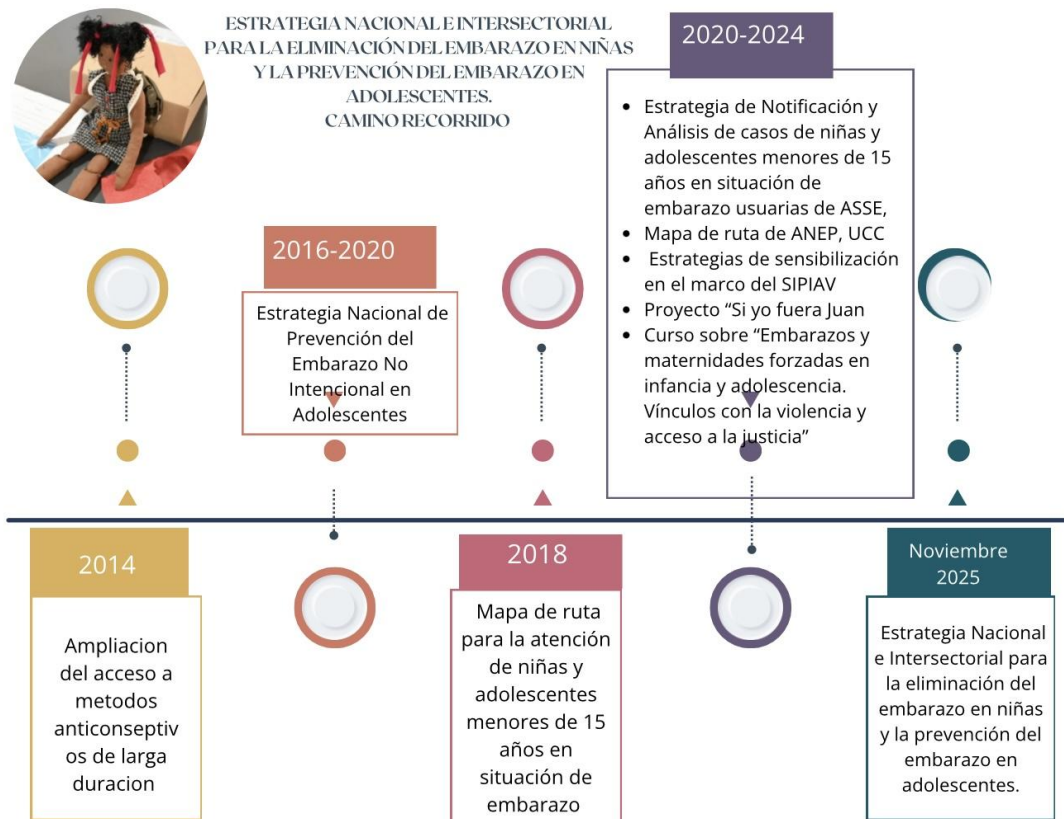 ESTRATEGIA NACIONAL E INTERSECTORIAL
PARA LA ELIMINACIÓN DEL EMBARAZO EN NIÑAS
Y LA PREVENCIÓN DEL EMBARAZO EN
ADOLESCENTES.
CAMINO RECORRIDO
2014
Ampliacion
del acceso a
metodos
anticonseptiv
os de larga
duracion
2016-2020
Estrategia Nacional de
Prevención del
Embarazo No
Intencional en
Adolescentes
2018
Mapa de ruta
para la atención
de niñas y
adolescentes
menores de 15
años en
situación de
embarazo
2020-2024
• Estrategia de Notificación y
Análisis de casos de niñas y
adolescentes menores de 15
años en situación de
embarazo usuarias de ASSE,
• Mapa de ruta de ANEP, UCC
• Estrategias de sensibilización
en el marco del SIPIAV
• Proyecto “Si yo fuera Juan
• Curso sobre “Embarazos y
maternidades forzadas en
infancia y adolescencia.
Vínculos con la violencia y
acceso a la justicia”
Noviembre
2025
Estrategia Nacional
e Intersectorial para
la eliminación del
embarazo en niñas
y la prevención del
embarazo en
adolescentes.